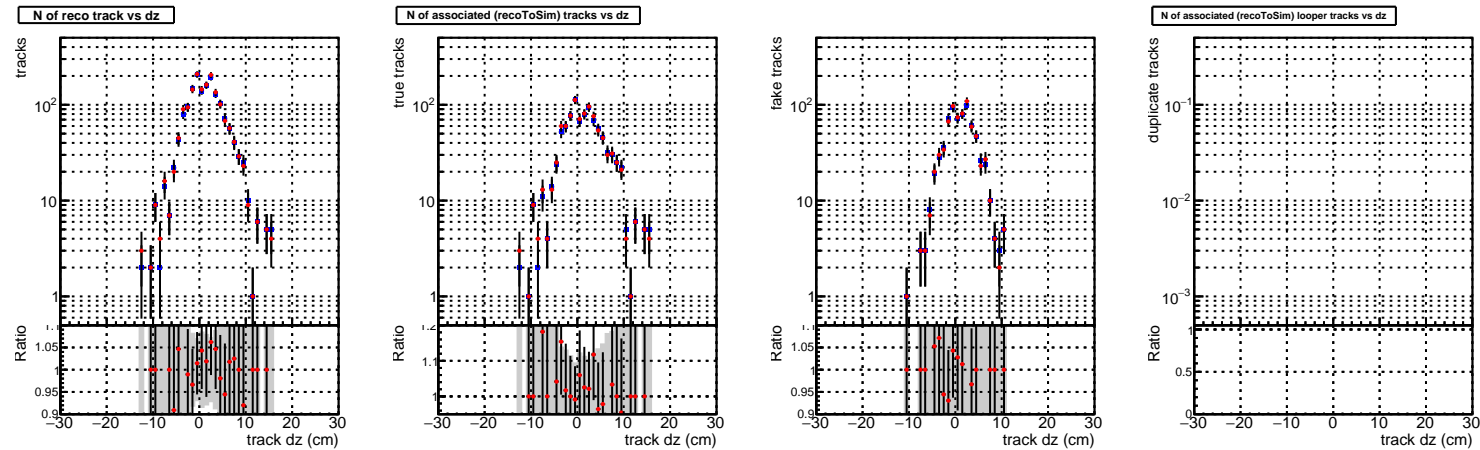 N of reco track vs dz
tracks
10²
10
1
Ratio
1.1
1.05
1
0.95
0.9
−30 −20 −10 0 10 20 30
track dz (cm)
N of associated (recoToSim) tracks vs dz
true tracks
10²
10
1
Ratio
1.2
1.1
1
−30 −20 −10 0 10 20 30
track dz (cm)
fake tracks
10²
10
1
Ratio
1.1
1.05
1
0.95
0.9
−30 −20 −10 0 10 20 30
track dz (cm)
N of associated (recoToSim) looper tracks vs dz
duplicate tracks
10⁻¹
10⁻²
10⁻³
Ratio
1
0.5
0
−30 −20 −10 0 10 20 30
track dz (cm)